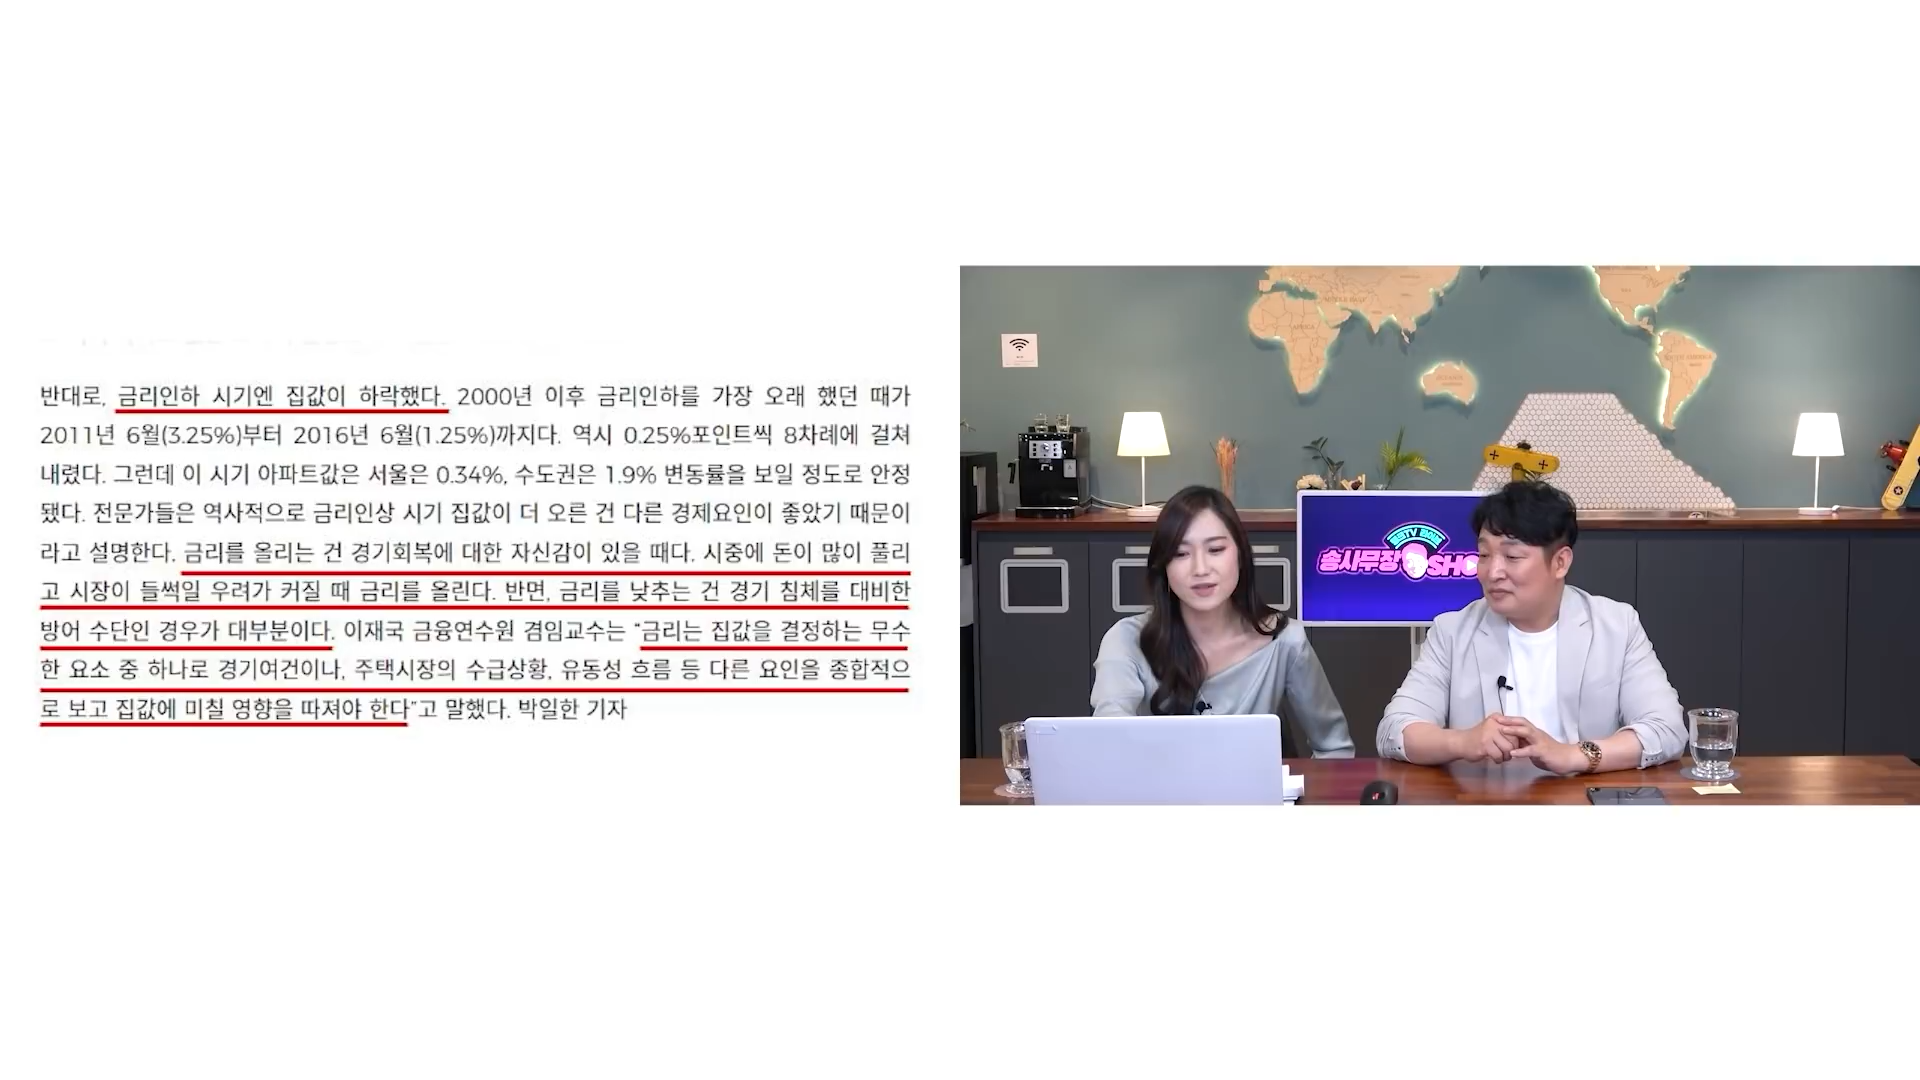 반대로, 금리인하 시기엔 집값이 하락했다. 2000년 이후 금리인하를 가장 오래 했던 때가
2011년 6월(3.25%)부터 2016년 6월(1.25%)까지다. 역시 0.25%포인트씩 8차례에 걸쳐
내렸다. 그런데 이 시기 아파트값은 서울은 0.34%, 수도권은 1.9% 변동률을 보일 정도로 안정
됐다. 전문가들은 역사적으로 금리인상 시기 집값이 더 오른 건 다른 경제요인이 좋았기 때문이
라고 설명한다. 금리를 올리는 건 경기회복에 대한 자신감이 있을 때다. 시중에 돈이 많이 풀리
고 시장이 들썩일 우려가 커질 때 금리를 올린다. 반면, 금리를 낮추는 건 경기 침체를 대비한
방어 수단인 경우가 대부분이다. 이재국 금융연수원 겸임교수는 “금리는 집값을 결정하는 무수
한 요소 중 하나로 경기여건이나, 주택시장의 수급상황, 유동성 흐름 등 다른 요인을 종합적으
로 보고 집값에 미칠 영향을 따져야 한다”고 말했다. 박일한 기자
AFRICA
송사무장 SHO